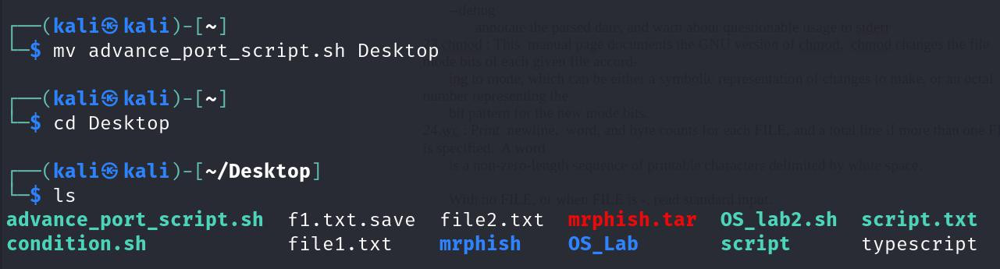 --debug
annotate the parsed date, and warn about questionable usage to stderr
┌──(kali㉿kali)-[~]
└─$ mv advance_port_script.sh Desktop
23 chmod : This manual page documents the GNU version of chmod. chmod changes the file
mode bits of each given file accord-
ing to mode, which can be either a symbolic representation of changes to make, or an octal
number representing the
bit pattern for the new mode bits.
┌──(kali㉿kali)-[~]
└─$ cd Desktop
24.wc : Print newline, word, and byte counts for each FILE, and a total line if more than one
is specified. A word
is a non-zero-length sequence of printable characters delimited by white space.
┌──(kali㉿kali)-[~/Desktop]
└─$ ls
With no FILE, or when FILE is -, read standard input.
advance_port_script.sh f1.txt.save file2.txt mrphish.tar OS_lab2.sh script.txt
condition.sh file1.txt mrphish OS_Lab script typescript